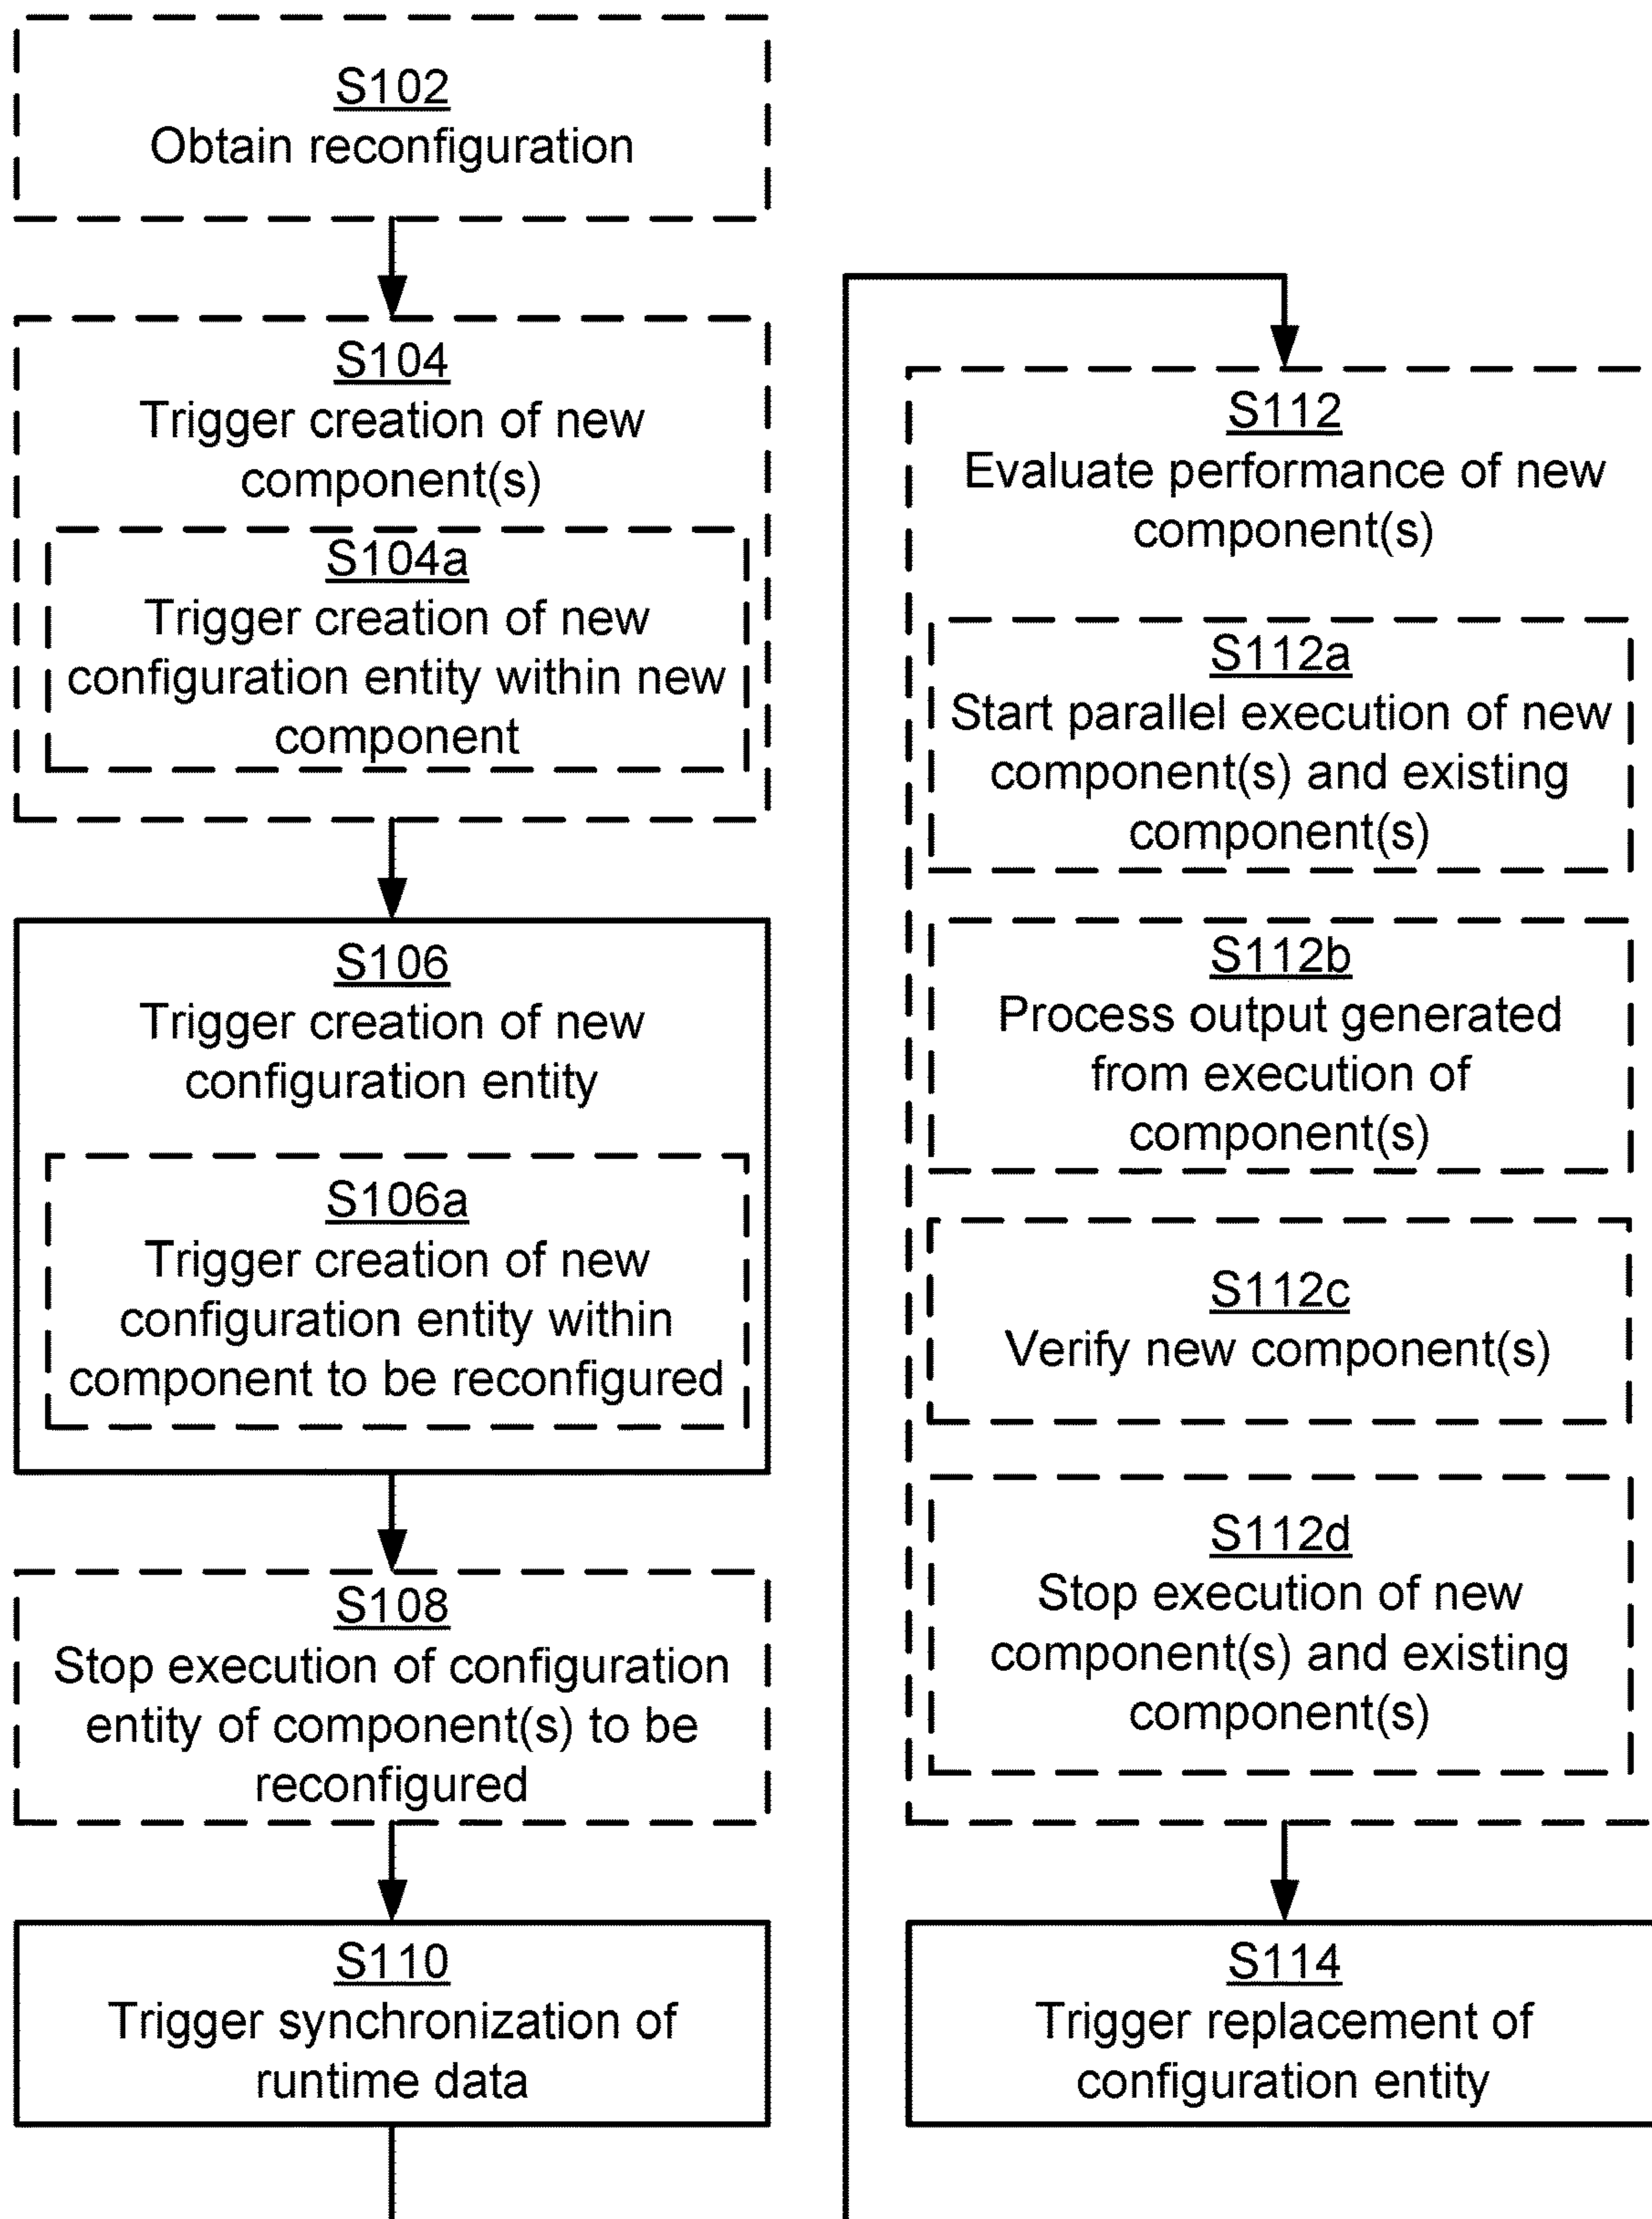 S102
Obtain reconfiguration
S104
Trigger creation of new
component(s)
S104a
Trigger creation of new
configuration entity within new
component
S106
Trigger creation of new
configuration entity
S106a
Trigger creation of new
configuration entity within
component to be reconfigured
S108
Stop execution of configuration
entity of component(s) to be
reconfigured
S110
Trigger synchronization of
runtime data
S112
Evaluate performance of new
component(s)
S112a
Start parallel execution of new
component(s) and existing
component(s)
S112b
Process output generated
from execution of
component(s)
S112c
Verify new component(s)
S112d
Stop execution of new
component(s) and existing
component(s)
S114
Trigger replacement of
configuration entity